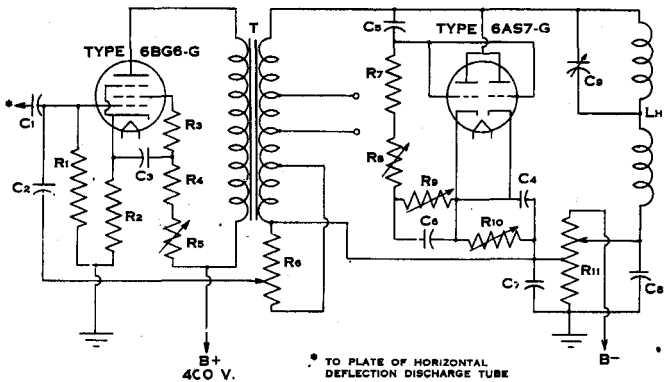 TYPE 6BG6-G
T
C5
TYPE 6AS7-G
R7
C9
*
C1
R3
LH
R1
C3
R8
C2
R4
R9
C4
R2
R5
C6
R10
R6
R11
C7
C8
B+
400 V.
* TO PLATE OF HORIZONTAL
DEFLECTION DISCHARGE TUBE
B-